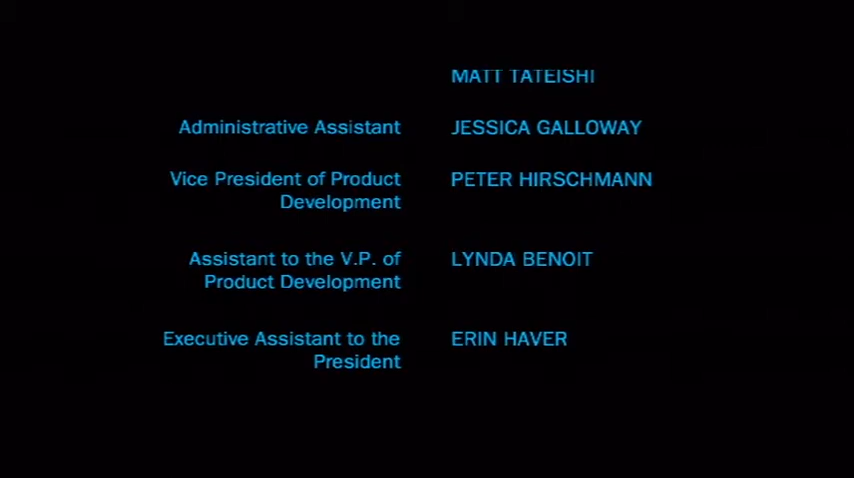 MATT TATEISHI
Administrative Assistant JESSICA GALLOWAY
Vice President of Product PETER HIRSCHMANN
Development
Assistant to the V.P. of LYNDA BENOIT
Product Development
Executive Assistant to the ERIN HAVER
President